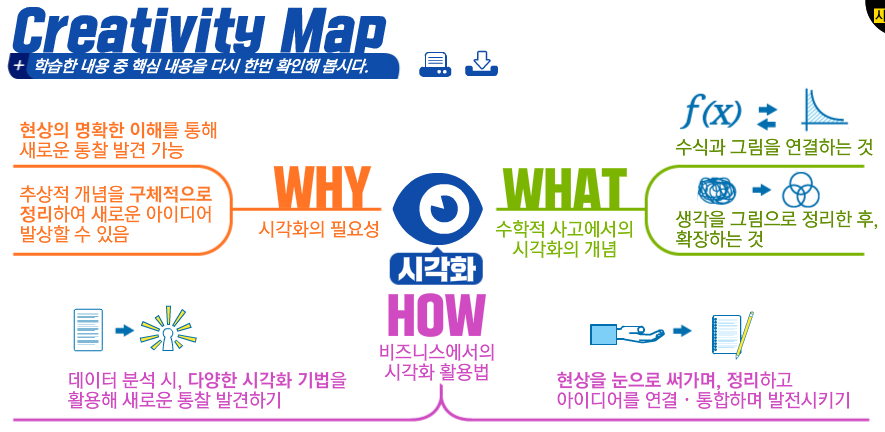 Creativity Map
+ 학습한 내용 중 핵심 내용을 다시 한번 확인해 봅시다.
현상의 명확한 이해를 통해
새로운 통찰 발견 가능
추상적 개념을 구체적으로
정리하여 새로운 아이디어
발상할 수 있음
WHY
시각화의 필요성
시각화
WHAT
수학적 사고에서의
시각화의 개념
f(x)
수식과 그림을 연결하는 것
생각을 그림으로 정리한 후,
확장하는 것
HOW
비즈니스에서의
시각화 활용법
데이터 분석 시, 다양한 시각화 기법을
활용해 새로운 통찰 발견하기
현상을 눈으로 써가며, 정리하고
아이디어를 연결 · 통합하며 발전시키기